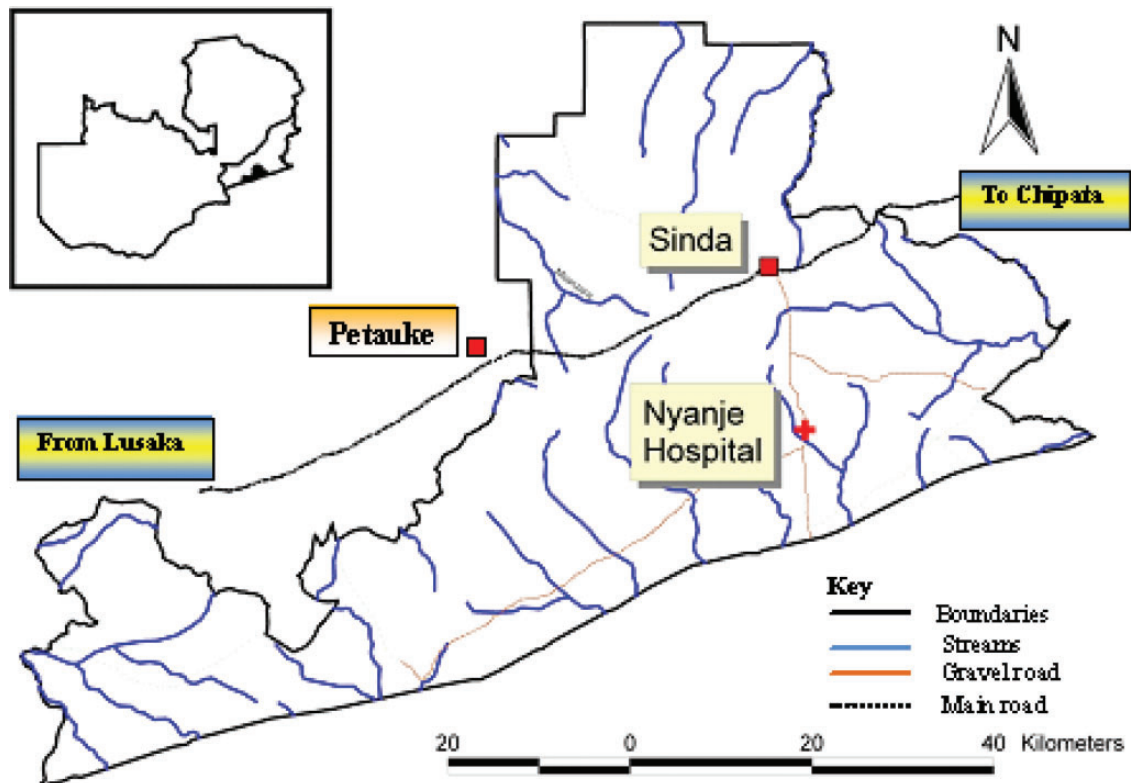 N
To Chipata
Sinda
Petauke
Nyanje
Hospital
From Lusaka
Key
Boundaries
Streams
Gravel road
Main road
20 0 20 40 Kilometers